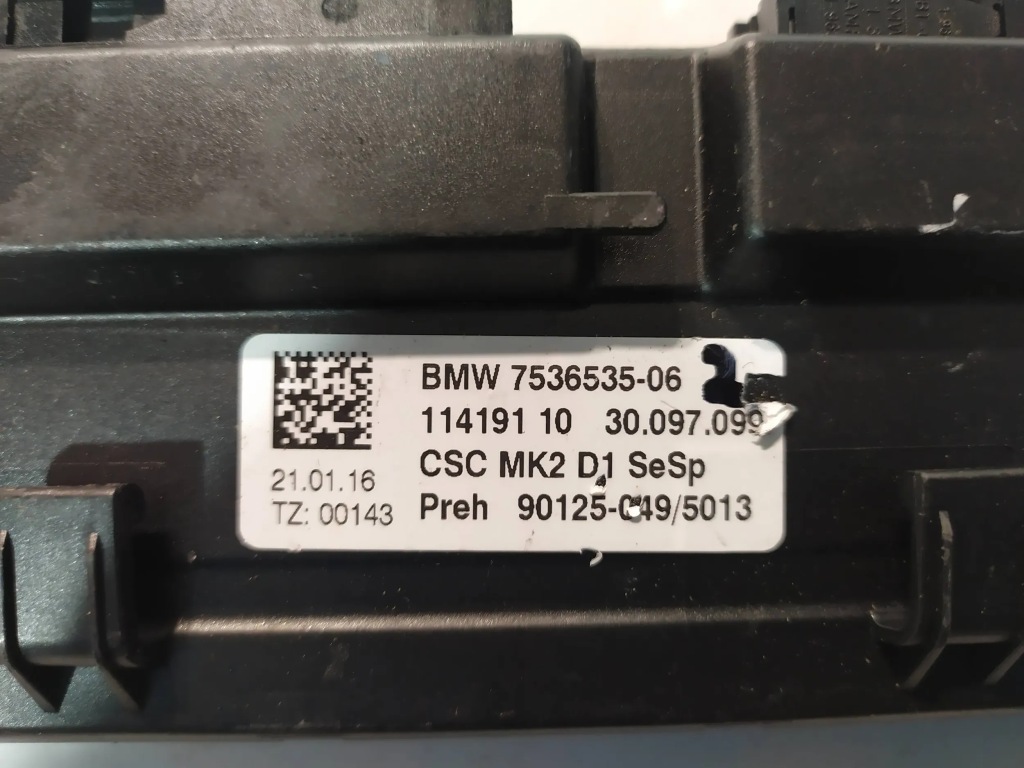 BMW 7536535-06
114191 10 30.097.099
CSC MK2 D1 SeSp
Preh 90125-049/5013
21.01.16
TZ: 00143